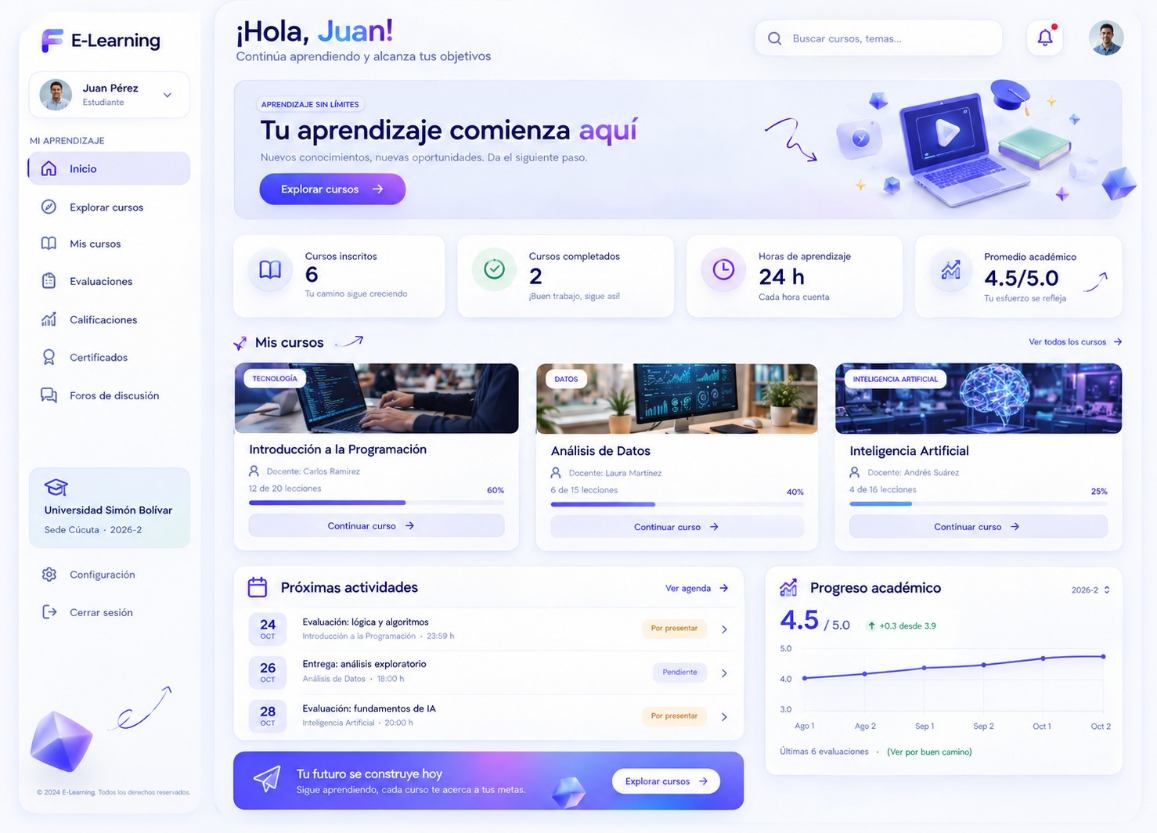 E-Learning
Juan Pérez
Estudiante
MI APRENDIZAJE
Inicio
Explorar cursos
Mis cursos
Evaluaciones
Calificaciones
Certificados
Foros de discusión
Universidad Simón Bolívar
Sede Cúcuta • 2026-2
Configuración
Cerrar sesión
© 2024 E-Learning. Todos los derechos reservados.
¡Hola, Juan!
Continúa aprendiendo y alcanza tus objetivos
Buscar cursos, temas...
APRENDIZAJE SIN LÍMITES
Tu aprendizaje comienza aquí
Nuevos conocimientos, nuevas oportunidades. Da el siguiente paso.
Explorar cursos →
Cursos inscritos
6
Tu camino sigue creciendo
Cursos completados
2
¡Buen trabajo, sigue así!
Horas de aprendizaje
24 h
Cada hora cuenta
Promedio académico
4.5/5.0
Tu esfuerzo se refleja
Mis cursos
Ver todos los cursos →
TECNOLOGÍA
Introducción a la Programación
Docente: Carlos Ramírez
12 de 20 lecciones 60%
Continuar curso →
DATOS
Análisis de Datos
Docente: Laura Martínez
6 de 15 lecciones 40%
Continuar curso →
INTELIGENCIA ARTIFICIAL
Inteligencia Artificial
Docente: Andrés Suárez
4 de 16 lecciones 25%
Continuar curso →
Próximas actividades
Ver agenda →
24 OCT
Evaluación: lógica y algoritmos
Introducción a la Programación • 23:59 h
Por presentar
26 OCT
Entrega: análisis exploratorio
Análisis de Datos • 18:00 h
Pendiente
28 OCT
Evaluación: fundamentos de IA
Inteligencia Artificial • 20:00 h
Por presentar
Tu futuro se construye hoy
Sigue aprendiendo, cada curso te acerca a tus metas.
Explorar cursos →
Progreso académico
2026-2
4.5 / 5.0 ↑ +0.3 desde 3.9
5.0
4.0
3.0
Ago 1 Ago 2 Sep 1 Sep 2 Oct 1 Oct 2
Últimas 6 evaluaciones • (Ver por buen camino)